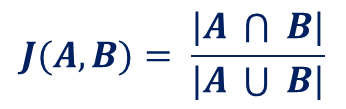 J(A,B) = |A ∩ B| / |A ∪ B|